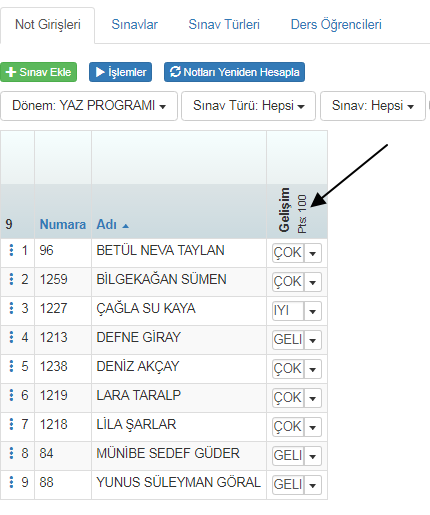 Not Girişleri Sınavlar Sınav Türleri Ders Öğrencileri
Sınav Ekle İşlemler Notları Yeniden Hesapla
Dönem: YAZ PROGRAMI Sınav Türü: Hepsi Sınav: Hepsi
9 Numara Adı Gelişim Pts: 100
1 96 BETÜL NEVA TAYLAN ÇOK
2 1259 BİLGEKAĞAN SÜMEN ÇOK
3 1227 ÇAĞLA SU KAYA IYI
4 1213 DEFNE GİRAY GELI
5 1238 DENİZ AKÇAY ÇOK
6 1219 LARA TARALP ÇOK
7 1218 LİLA ŞARLAR ÇOK
8 84 MÜNİBE SEDEF GÜDER GELI
9 88 YUNUS SÜLEYMAN GÖRAL GELI